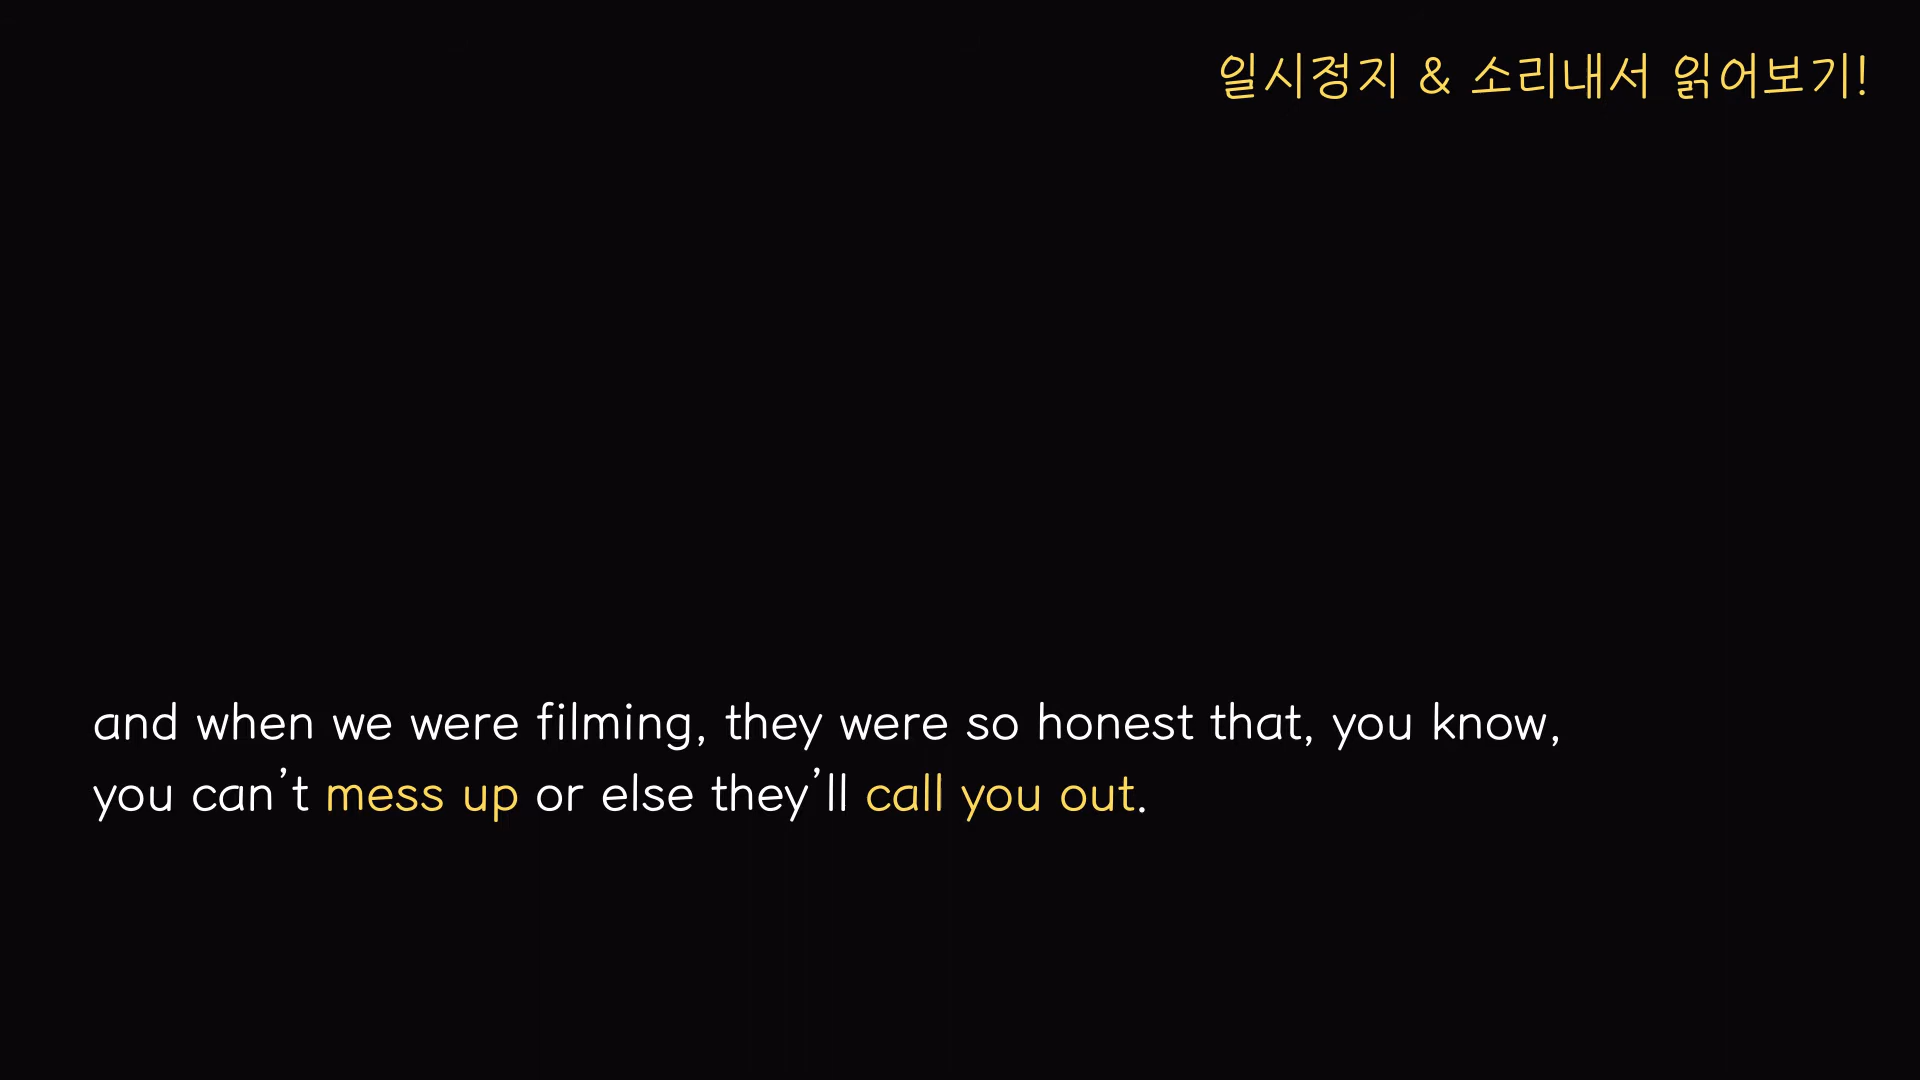 일시정지 & 소리내서 읽어보기!
and when we were filming, they were so honest that, you know,
you can't mess up or else they'll call you out.